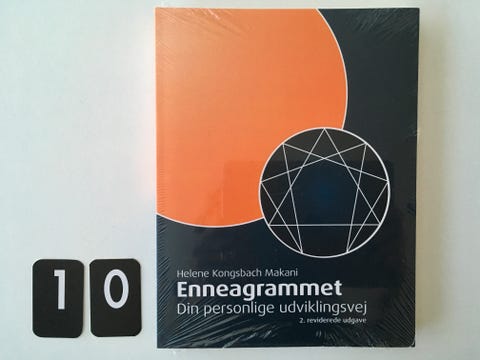 Helene Kongsbach Makani
Enneagrammet
Din personlige udviklingsvej
2. reviderede udgave
10